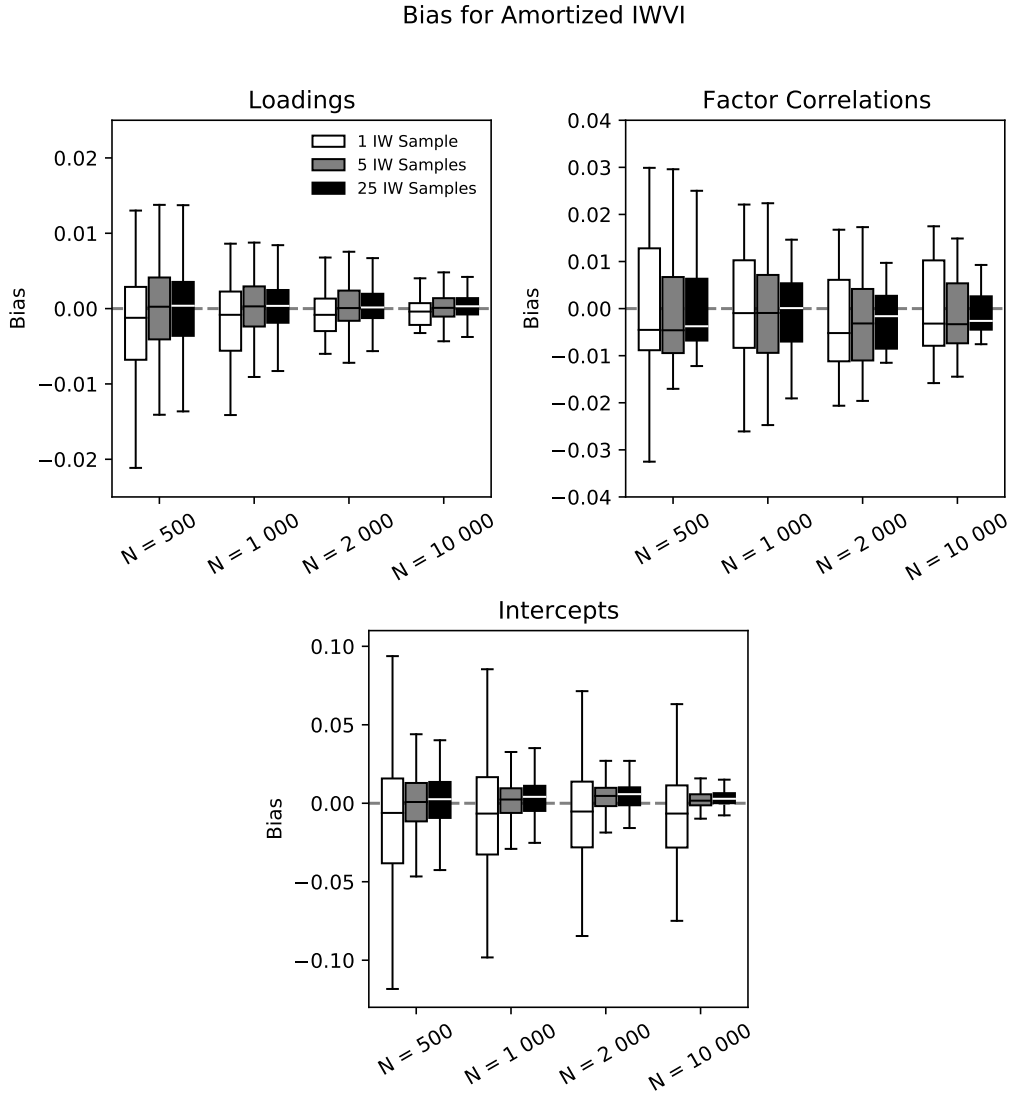 Bias for Amortized IWVI
Loadings
Bias
0.02
0.01
0.00
−0.01
−0.02
1 IW Sample
5 IW Samples
25 IW Samples
N = 500
N = 1 000
N = 2 000
N = 10 000
Factor Correlations
Bias
0.04
0.03
0.02
0.01
0.00
−0.01
−0.02
−0.03
−0.04
N = 500
N = 1 000
N = 2 000
N = 10 000
Intercepts
Bias
0.10
0.05
0.00
−0.05
−0.10
N = 500
N = 1 000
N = 2 000
N = 10 000